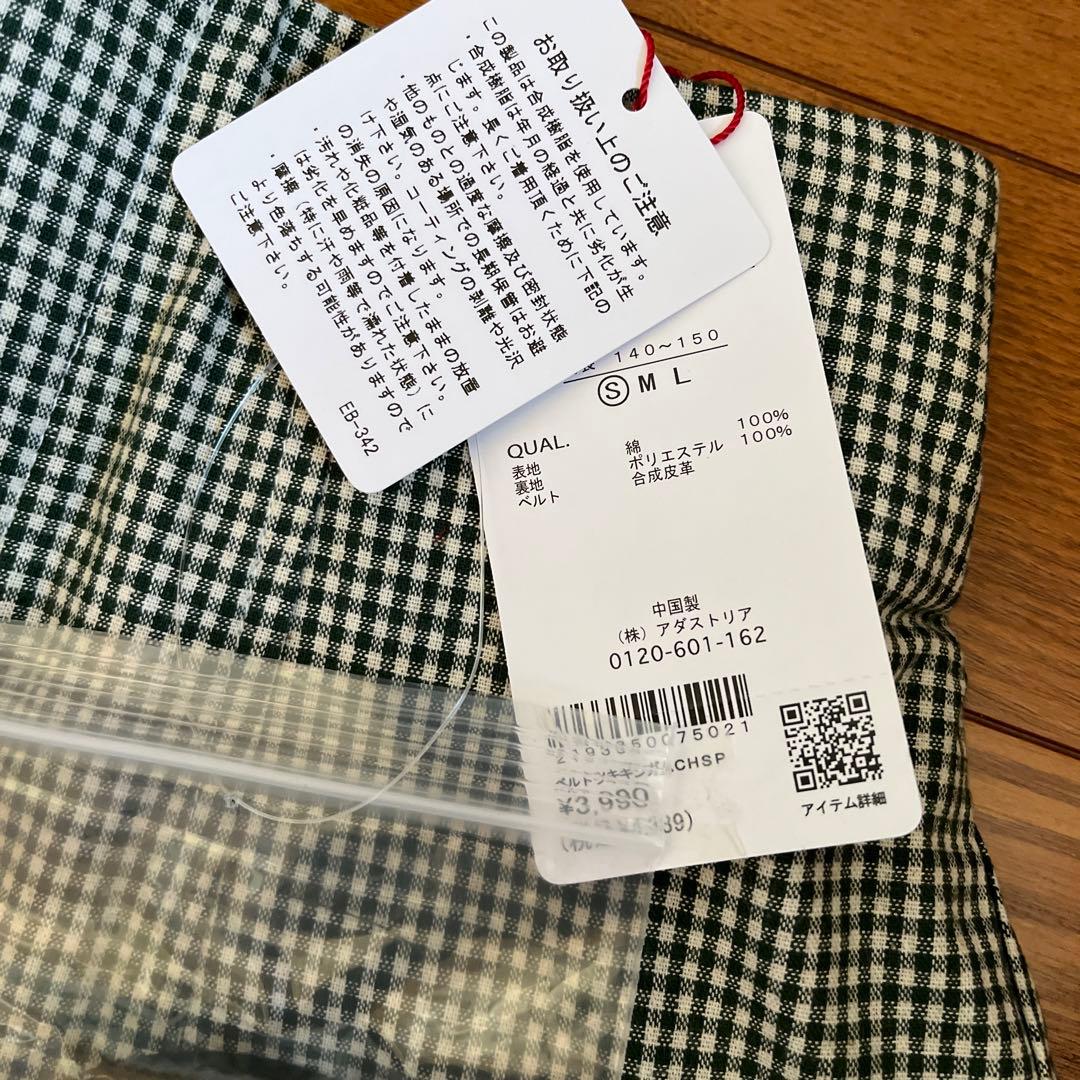 お取り扱い上のご注意
この製品は合成樹脂を使用しています。
・合成樹脂は年月の経過と共に劣化が生
じます。長くご着用頂くために下記の
点にご注意下さい。
・他のものとの過度な摩擦及び密封状態
や湿気のある場所での長期保管はお避
け下さい。コーティングの剥離や光沢
の消失の原因になります。
・汚れや化粧品等を付着したままの放置
は劣化を早めますのでご注意下さい。
・摩擦（特に汗や雨等で濡れた状態）に
より色落ちする可能性がありますので
ご注意下さい。
EB-342
140~150
S M L
QUAL.
表地 綿 100%
裏地 ポリエステル 100%
ベルト 合成皮革
中国製
（株）アダストリア
0120-601-162
ベルトツキギンガ
.CHSP
アイテム詳細